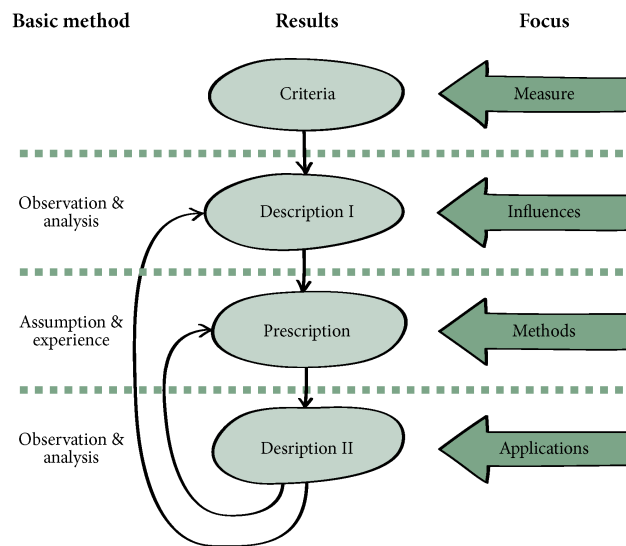 Basic method Results Focus
Criteria Measure
Observation &
analysis
Description I Influences
Assumption &
experience
Prescription Methods
Observation &
analysis
Desription II Applications